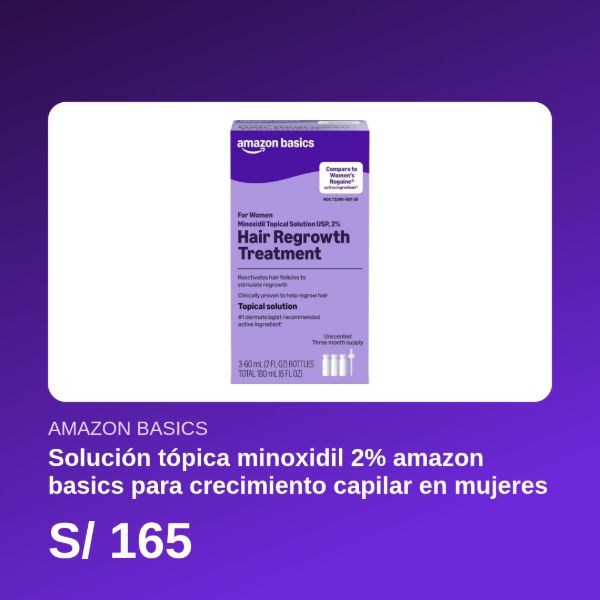 amazon basics
Compare to
Women's
Rogaine®
active ingredient*
For Women
Minoxidil Topical Solution USP, 2%
Hair Regrowth
Treatment
Reactivates hair follicles to
stimulate regrowth
Clinically proven to help regrow hair
Topical solution
#1 dermatologist recommended
active ingredient†
Unscented
Three month supply
3-60 mL (2 FL OZ) BOTTLES
TOTAL 180 mL (6 FL OZ)
AMAZON BASICS
Solución tópica minoxidil 2% amazon
basics para crecimiento capilar en mujeres
S/ 165